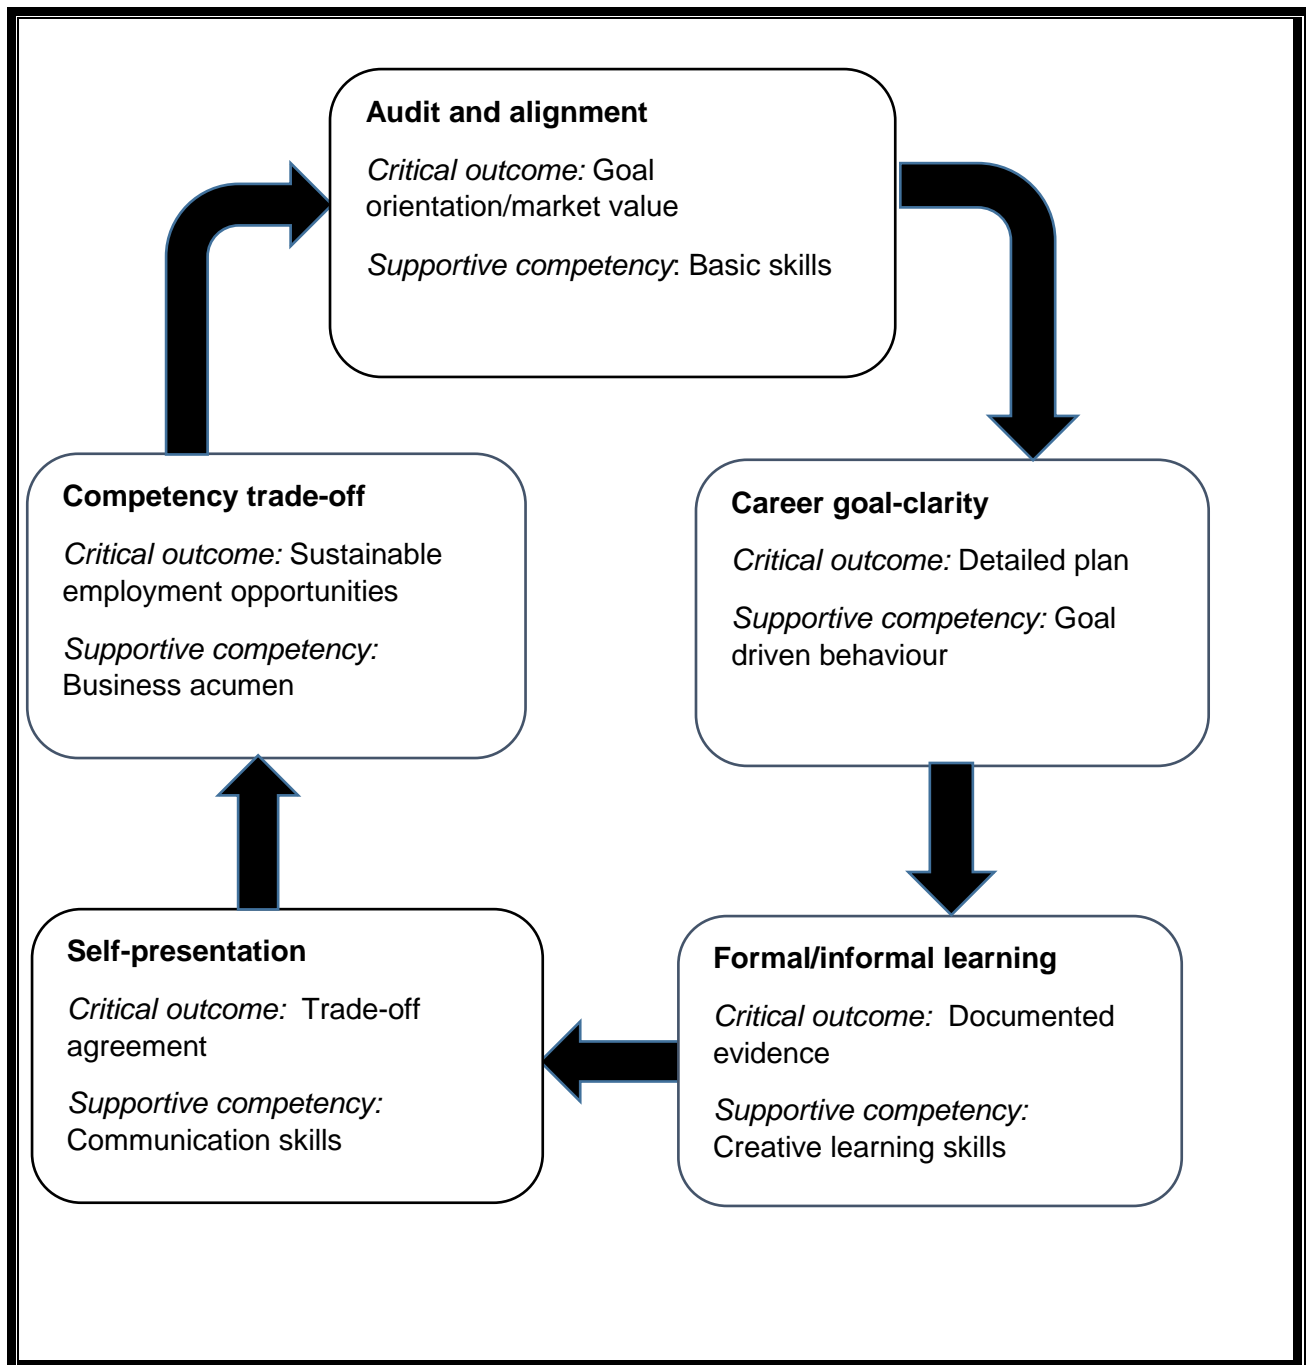 Audit and alignment
Critical outcome: Goal
orientation/market value
Supportive competency: Basic skills
Career goal-clarity
Critical outcome: Detailed plan
Supportive competency: Goal
driven behaviour
Formal/informal learning
Critical outcome: Documented
evidence
Supportive competency:
Creative learning skills
Self-presentation
Critical outcome: Trade-off
agreement
Supportive competency:
Communication skills
Competency trade-off
Critical outcome: Sustainable
employment opportunities
Supportive competency:
Business acumen